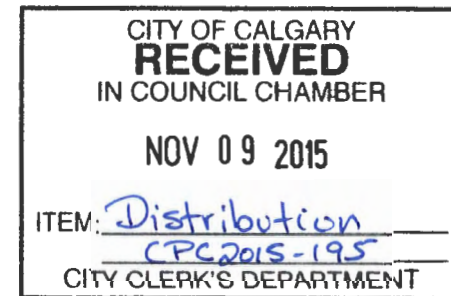 CITY OF CALGARY
RECEIVED
IN COUNCIL CHAMBER
NOV 09 2015
ITEM: Distribution
CPC2015-195
CITY CLERK'S DEPARTMENT